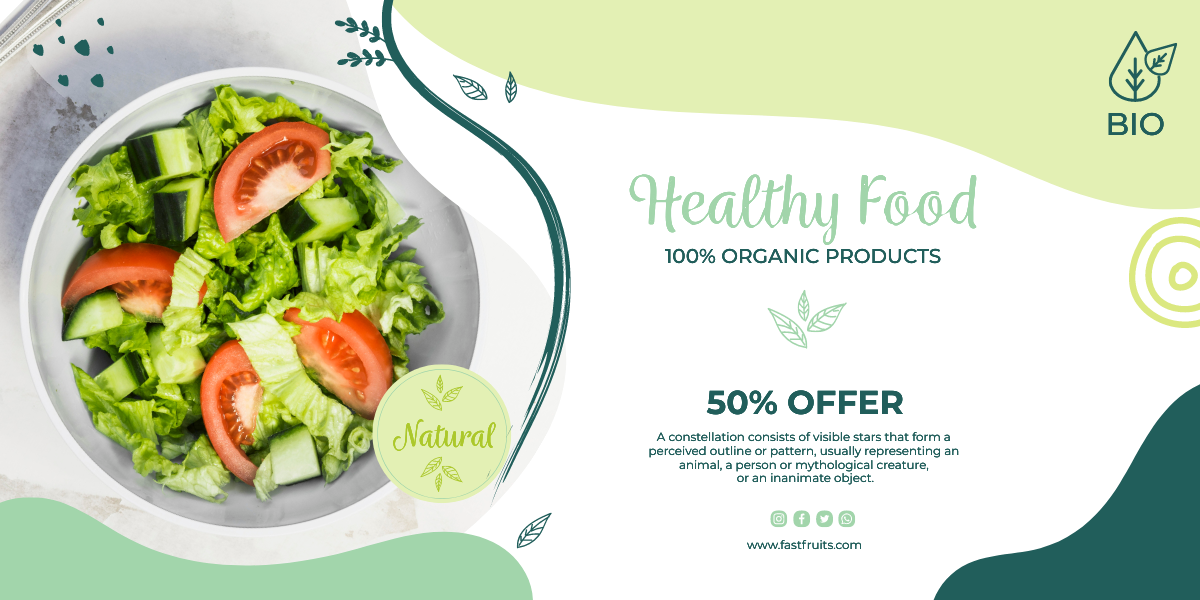 BIO
Healthy Food
100% ORGANIC PRODUCTS
Natural
50% OFFER
A constellation consists of visible stars that form a
perceived outline or pattern, usually representing an
animal, a person or mythological creature,
or an inanimate object.
www.fastfruits.com